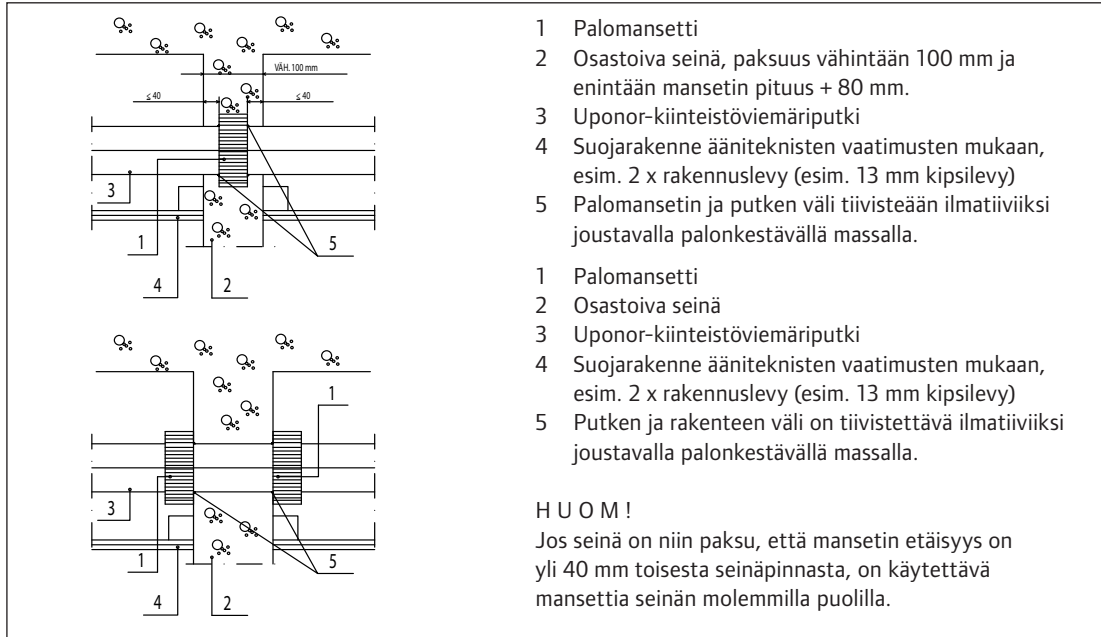 VÄH. 100 mm
≤ 40
≤ 40
3
1
5
4
2
1
3
1
5
4
2
1 Palomansetti
2 Osastoiva seinä, paksuus vähintään 100 mm ja
enintään mansetin pituus + 80 mm.
3 Uponor-kiinteistöviemäriputki
4 Suojarakenne ääniteknisten vaatimusten mukaan,
esim. 2 x rakennuslevy (esim. 13 mm kipsilevy)
5 Palomansetin ja putken väli tiivisteään ilmatiiviiksi
joustavalla palonkestävällä massalla.
1 Palomansetti
2 Osastoiva seinä
3 Uponor-kiinteistöviemäriputki
4 Suojarakenne ääniteknisten vaatimusten mukaan,
esim. 2 x rakennuslevy (esim. 13 mm kipsilevy)
5 Putken ja rakenteen väli on tiivistettävä ilmatiiviiksi
joustavalla palonkestävällä massalla.
H U O M !
Jos seinä on niin paksu, että mansetin etäisyys on
yli 40 mm toisesta seinäpinnasta, on käytettävä
mansettia seinän molemmilla puolilla.